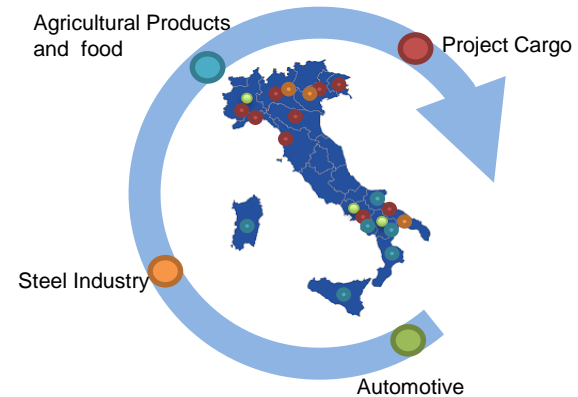 Agricultural Products
and  food
Project Cargo
Steel Industry
Automotive